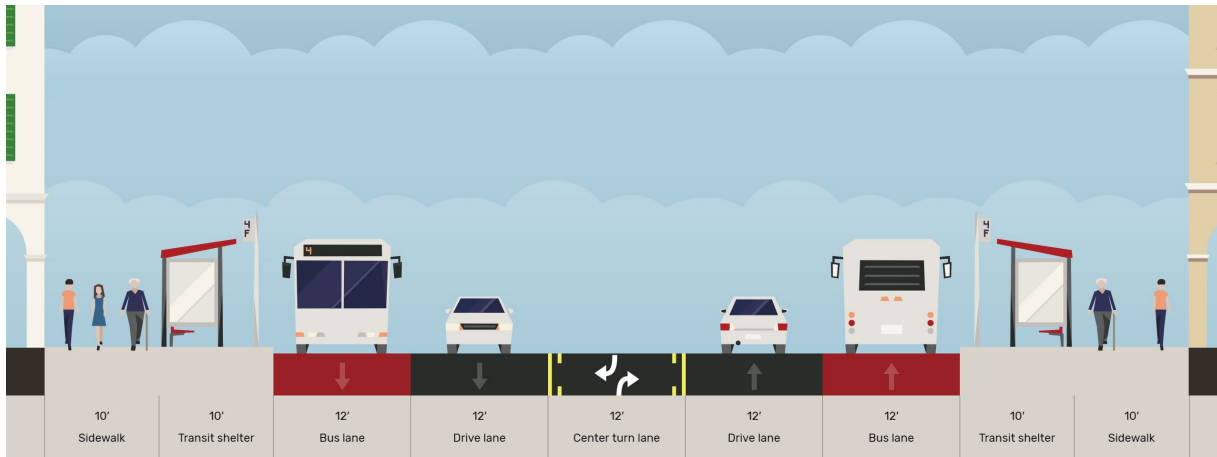 4
F
4
4
F
10'
Sidewalk
10'
Transit shelter
12'
Bus lane
12'
Drive lane
12'
Center turn lane
12'
Drive lane
12'
Bus lane
10'
Transit shelter
10'
Sidewalk